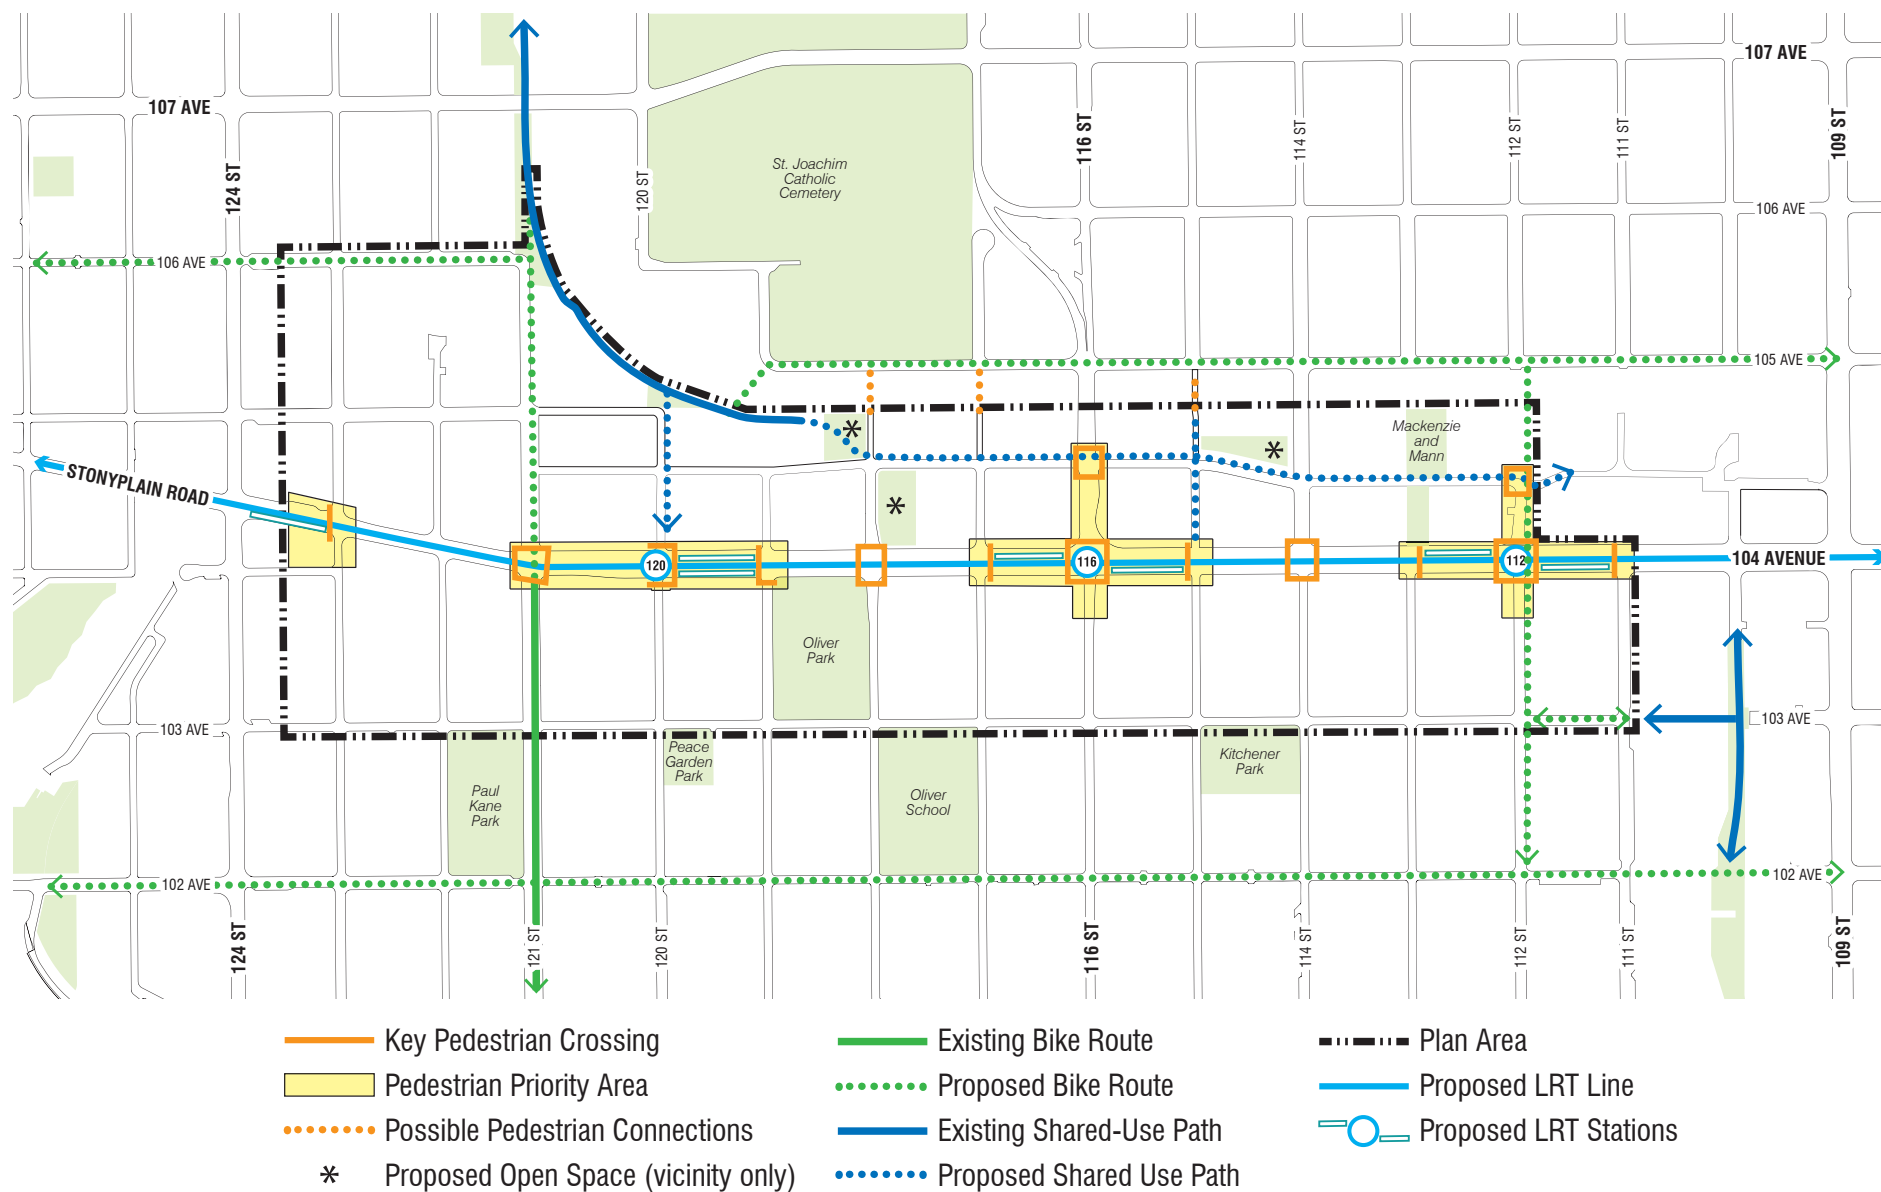 107 AVE
107 AVE
124 ST
120 ST
St. Joachim
Catholic
Cemetery
116 ST
114 ST
112 ST
111 ST
109 ST
106 AVE
106 AVE
105 AVE
Mackenzie
and
Mann
*
*
*
STONYPLAIN ROAD
120
116
112
104 AVENUE
Oliver
Park
103 AVE
103 AVE
Peace
Garden
Park
Kitchener
Park
Paul
Kane
Park
Oliver
School
102 AVE
102 AVE
124 ST
121 ST
120 ST
116 ST
114 ST
112 ST
111 ST
109 ST
Key Pedestrian Crossing
Pedestrian Priority Area
Possible Pedestrian Connections
* Proposed Open Space (vicinity only)
Existing Bike Route
Proposed Bike Route
Existing Shared-Use Path
Proposed Shared Use Path
Plan Area
Proposed LRT Line
Proposed LRT Stations